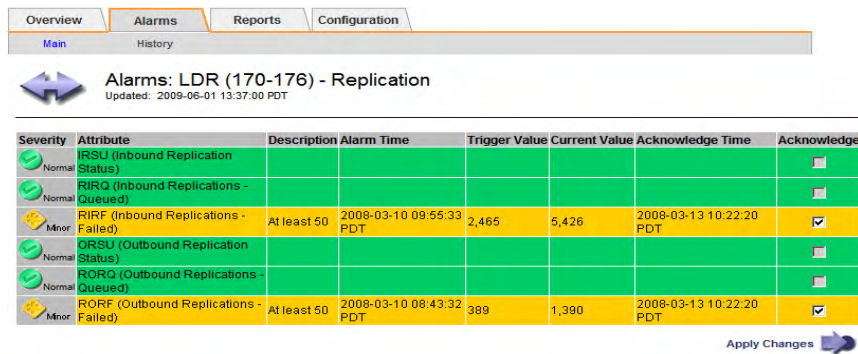 Overview Alarms Reports Configuration
Main History
Alarms: LDR (170-176) - Replication
Updated: 2009-06-01 13:37:00 PDT
Severity Attribute Description Alarm Time Trigger Value Current Value Acknowledge Time Acknowledge
Normal IRSU (Inbound Replication Status)
Normal RIRQ (Inbound Replications - Queued)
Minor RIRF (Inbound Replications - Failed) At least 50 2008-03-10 09:55:33 PDT 2,465 5,426 2008-03-13 10:22:20 PDT
Normal ORSU (Outbound Replication Status)
Normal RORQ (Outbound Replications - Queued)
Minor RORF (Outbound Replications - Failed) At least 50 2008-03-10 08:43:32 PDT 389 1,390 2008-03-13 10:22:20 PDT
Apply Changes